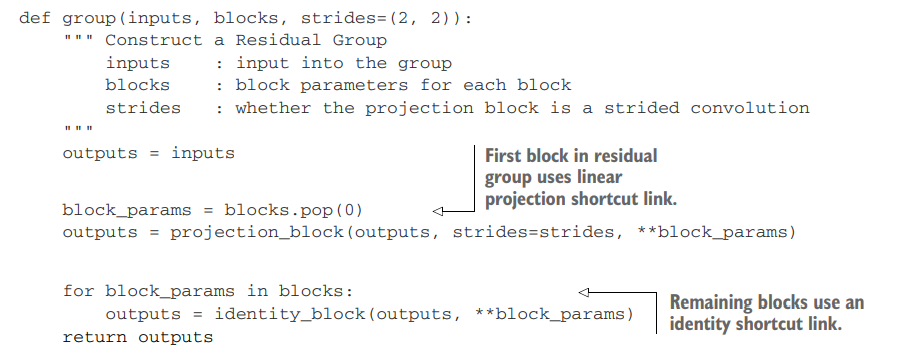 def group(inputs, blocks, strides=(2, 2)):
    """ Construct a Residual Group
        inputs    : input into the group
        blocks    : block parameters for each block
        strides   : whether the projection block is a strided convolution
    """
    outputs = inputs
First block in residual
group uses linear
projection shortcut link.
    block_params = blocks.pop(0)
    outputs = projection_block(outputs, strides=strides, **block_params)
    for block_params in blocks:
        outputs = identity_block(outputs, **block_params)
Remaining blocks use an
identity shortcut link.
    return outputs